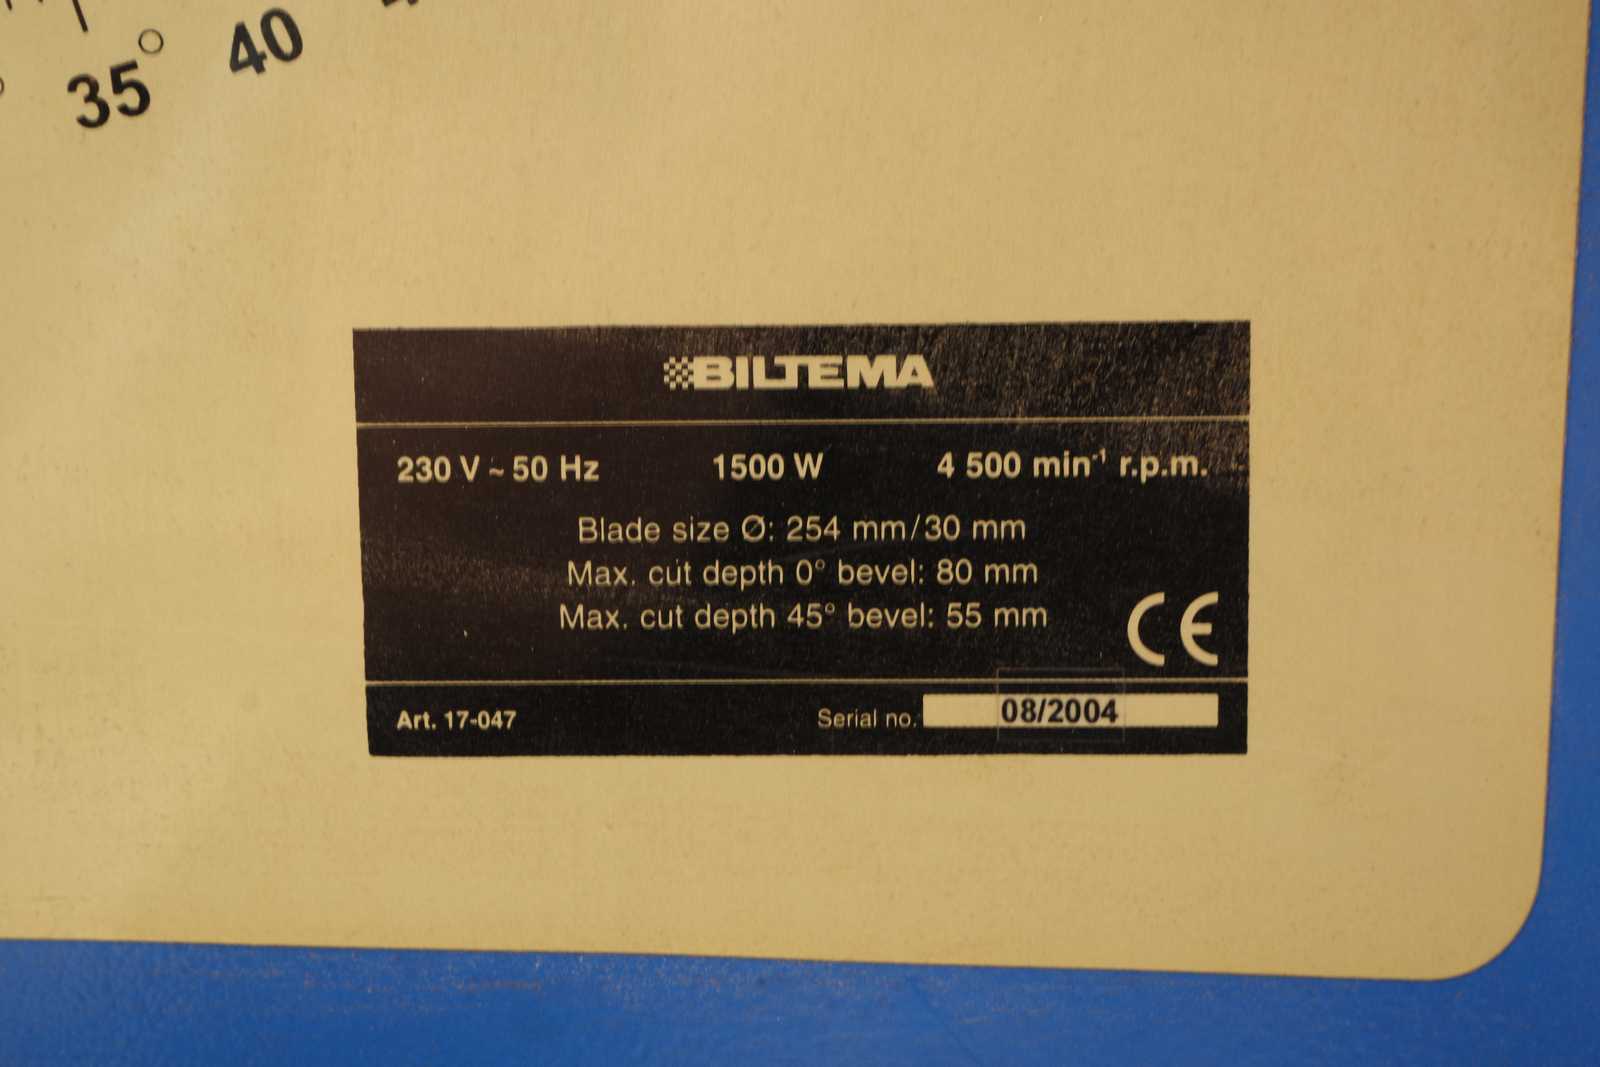 35° 40
BILTEMA
230 V ~ 50 Hz 1500 W 4 500 min⁻¹ r.p.m.
Blade size Ø: 254 mm/30 mm
Max. cut depth 0° bevel: 80 mm
Max. cut depth 45° bevel: 55 mm
CE
Art. 17-047 Serial no. 08/2004